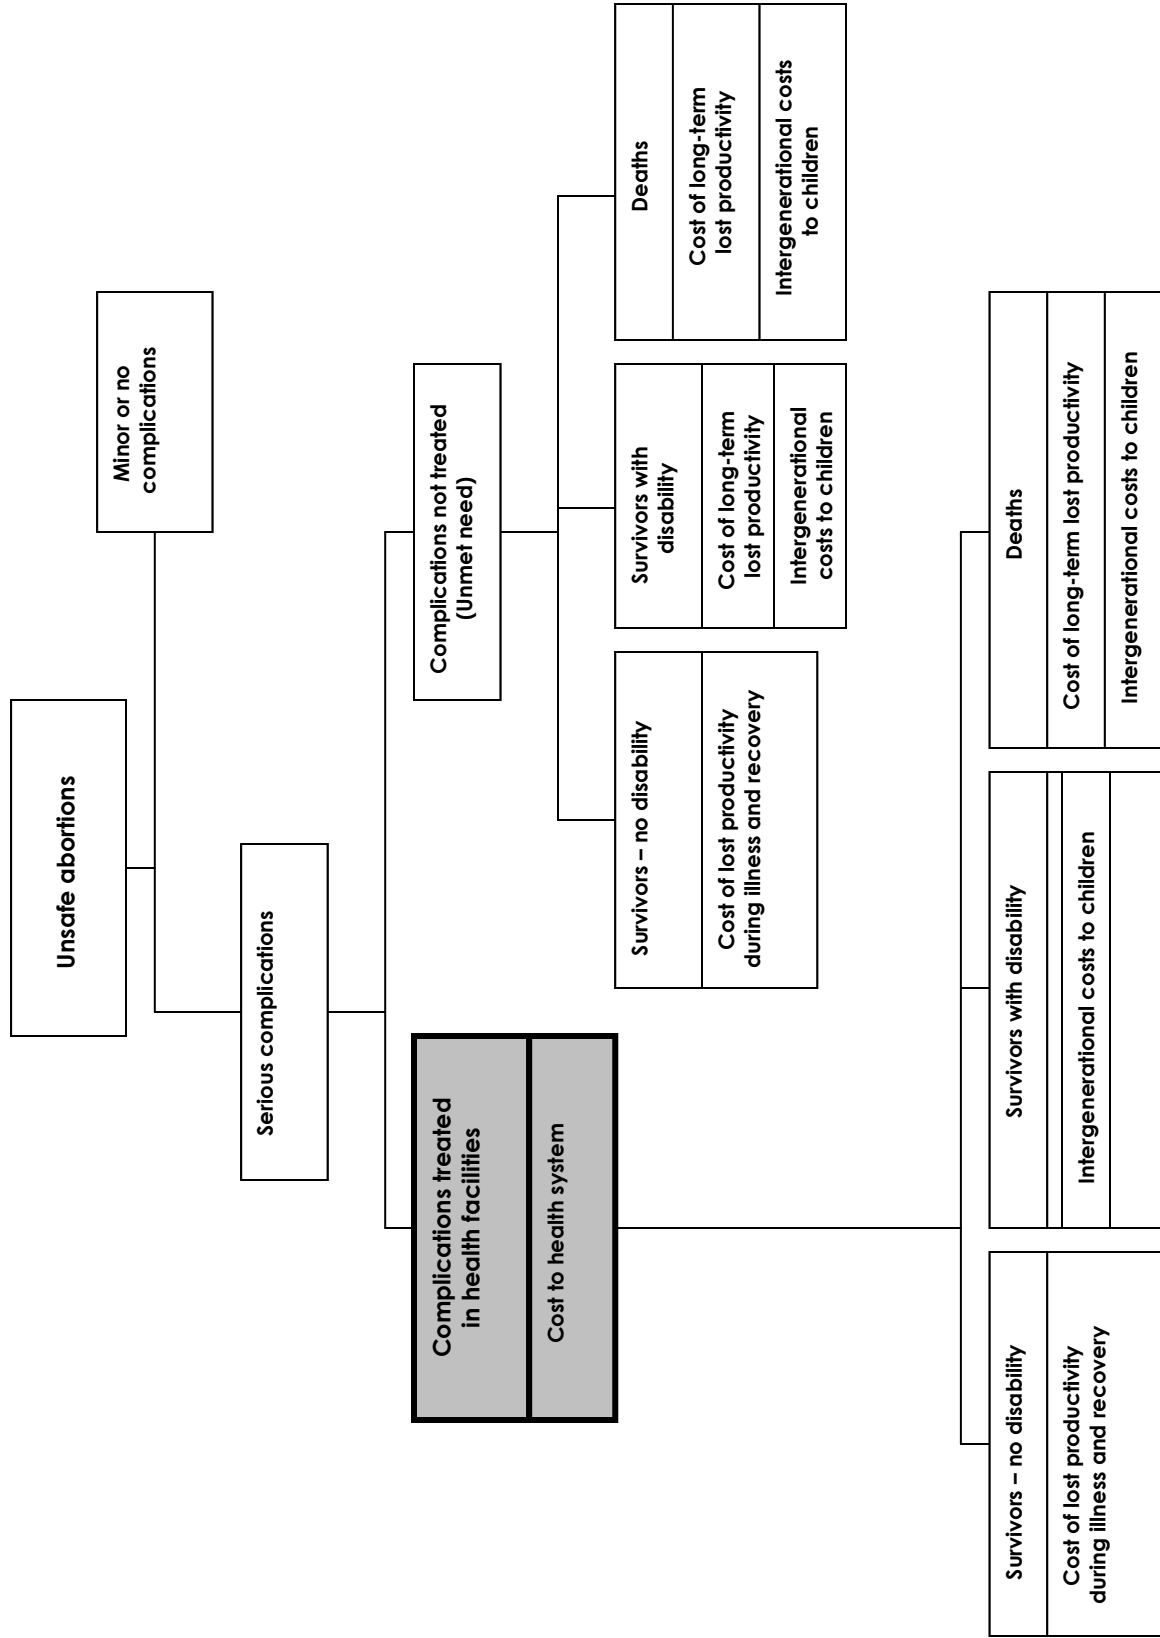 Unsafe abortions
Minor or no
complications
Serious complications
Complications treated
in health facilities
Cost to health system
Complications not treated
(Unmet need)
Survivors – no disability
Cost of lost productivity
during illness and recovery
Survivors with
disability
Cost of long-term
lost productivity
Intergenerational
costs to children
Deaths
Cost of long-term
lost productivity
Intergenerational costs
to children
Survivors – no disability
Cost of lost productivity
during illness and recovery
Survivors with disability
Intergenerational costs to children
Deaths
Cost of long-term lost productivity
Intergenerational costs to children